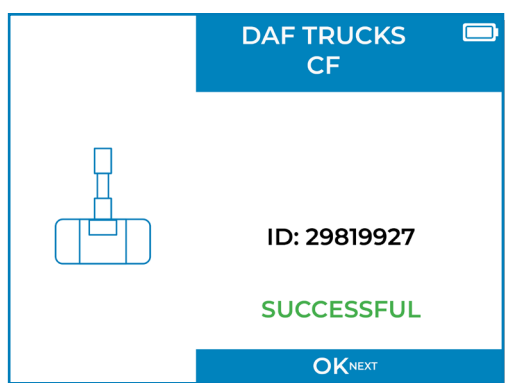 DAF TRUCKS
CF
ID: 29819927
SUCCESSFUL
OK NEXT